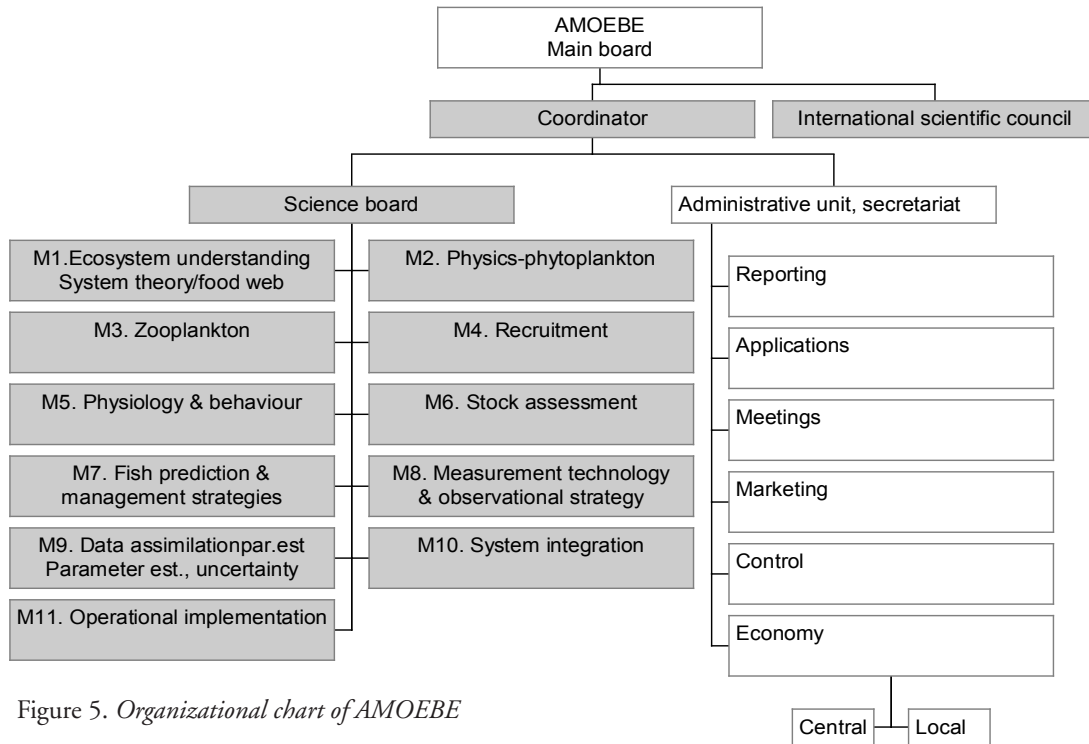 AMOEBE
Main board
Coordinator
International scientific council
Science board
Administrative unit, secretariat
M1.Ecosystem understanding
System theory/food web
M2. Physics-phytoplankton
M3. Zooplankton
M4. Recruitment
M5. Physiology & behaviour
M6. Stock assessment
M7. Fish prediction &
management strategies
M8. Measurement technology
& observational strategy
M9. Data assimilationpar.est
Parameter est., uncertainty
M10. System integration
M11. Operational implementation
Reporting
Applications
Meetings
Marketing
Control
Economy
Central
Local
Figure 5. Organizational chart of AMOEBE